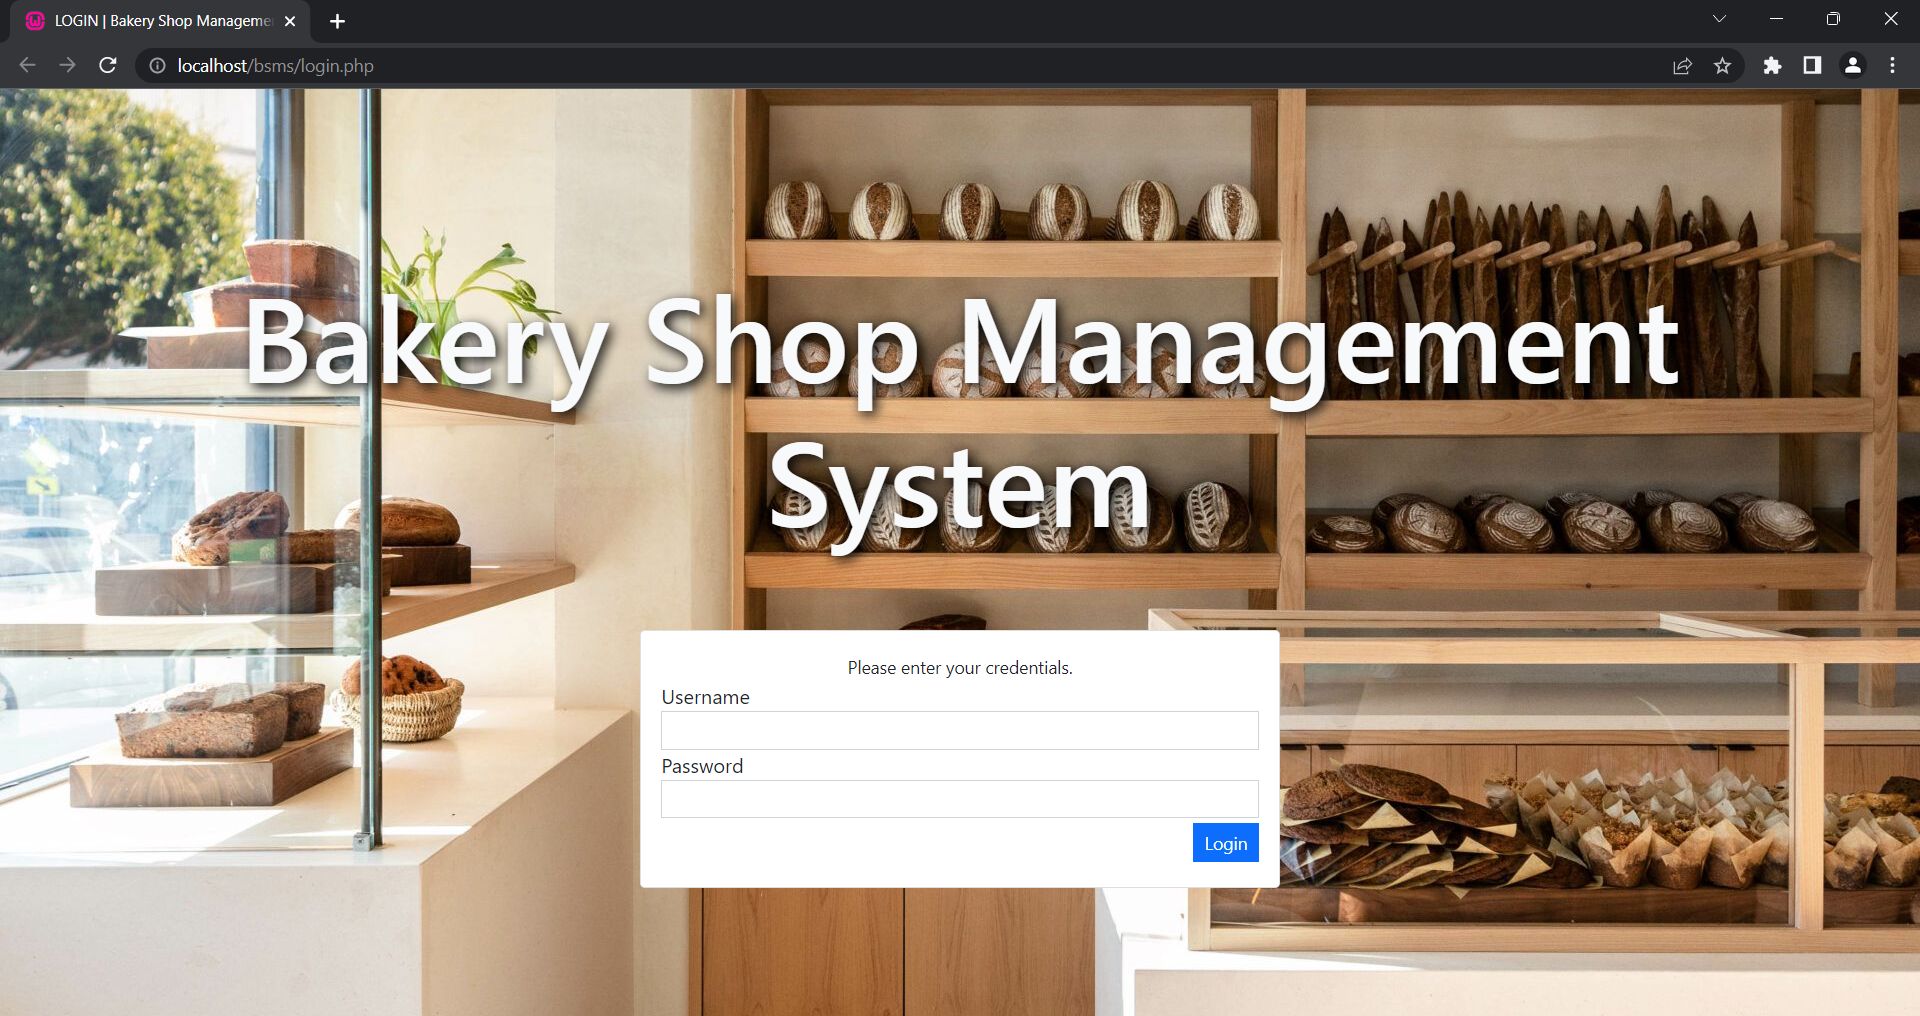 LOGIN | Bakery Shop Manageme
localhost/bsms/login.php
Bakery Shop Management
System
Please enter your credentials.
Username
Password
Login